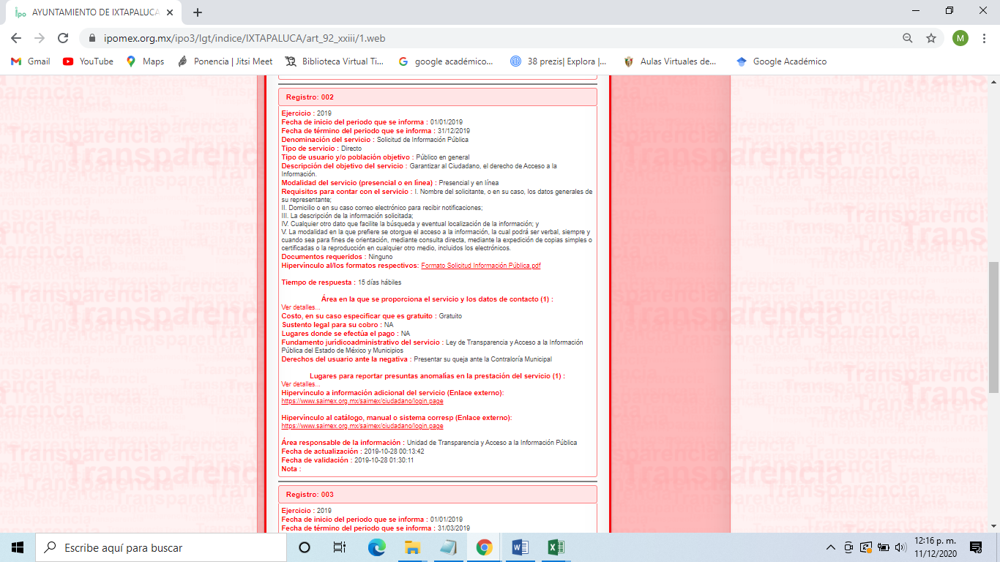 ipo AYUNTAMIENTO DE IXTAPALUCA
ipomex.org.mx/ipo3/lgt/indice/IXTAPALUCA/art_92_xxiii/1.web
M
Gmail YouTube Maps Ponencia | Jitsi Meet Biblioteca Virtual Ti... google académico... 38 prezis| Explora |... Aulas Virtuales de... Google Académico
Registro: 002
Ejercicio : 2019
Fecha de inicio del periodo que se informa : 01/01/2019
Fecha de término del periodo que se informa : 31/12/2019
Denominación del servicio : Solicitud de Información Pública
Tipo de servicio : Directo
Tipo de usuario y/o población objetivo : Público en general
Descripción del objetivo del servicio : Garantizar al Ciudadano, el derecho de Acceso a la
Información.
Modalidad del servicio (presencial o en línea) : Presencial y en línea
Requisitos para contar con el servicio : I. Nombre del solicitante, o en su caso, los datos generales de
su representante;
II. Domicilio o en su caso correo electrónico para recibir notificaciones;
III. La descripción de la información solicitada;
IV. Cualquier otro dato que facilite la búsqueda y eventual localización de la información; y
V. La modalidad en la que prefiere se otorgue el acceso a la información, la cual podrá ser verbal, siempre y
cuando sea para fines de orientación, mediante consulta directa, mediante la expedición de copias simples o
certificadas o la reproducción en cualquier otro medio, incluidos los electrónicos.
Documentos requeridos : Ninguno
Hipervínculo al/los formatos respectivos: Formato Solicitud Información Pública.pdf
Tiempo de respuesta : 15 días hábiles
Área en la que se proporciona el servicio y los datos de contacto (1) :
Ver detalles...
Costo, en su caso especificar que es gratuito : Gratuito
Sustento legal para su cobro : NA
Lugares donde se efectúa el pago : NA
Fundamento jurídicoadministrativo del servicio : Ley de Transparencia y Acceso a la Información
Pública del Estado de México y Municipios
Derechos del usuario ante la negativa : Presentar su queja ante la Contraloría Municipal
Lugares para reportar presuntas anomalías en la prestación del servicio (1) :
Ver detalles...
Hipervínculo a información adicional del servicio (Enlace externo):
https://www.saimex.org.mx/saimex/ciudadano/login.page
Hipervínculo al catálogo, manual o sistema corresp (Enlace externo):
https://www.saimex.org.mx/saimex/ciudadano/login.page
Área responsable de la información : Unidad de Transparencia y Acceso a la Información Pública
Fecha de actualización : 2019-10-28 00:13:42
Fecha de validación : 2019-10-28 01:30:11
Nota :
Registro: 003
Ejercicio : 2019
Fecha de inicio del periodo que se informa : 01/01/2019
Fecha de término del periodo que se informa : 31/03/2019
Escribe aquí para buscar
12:16 p. m.
11/12/2020